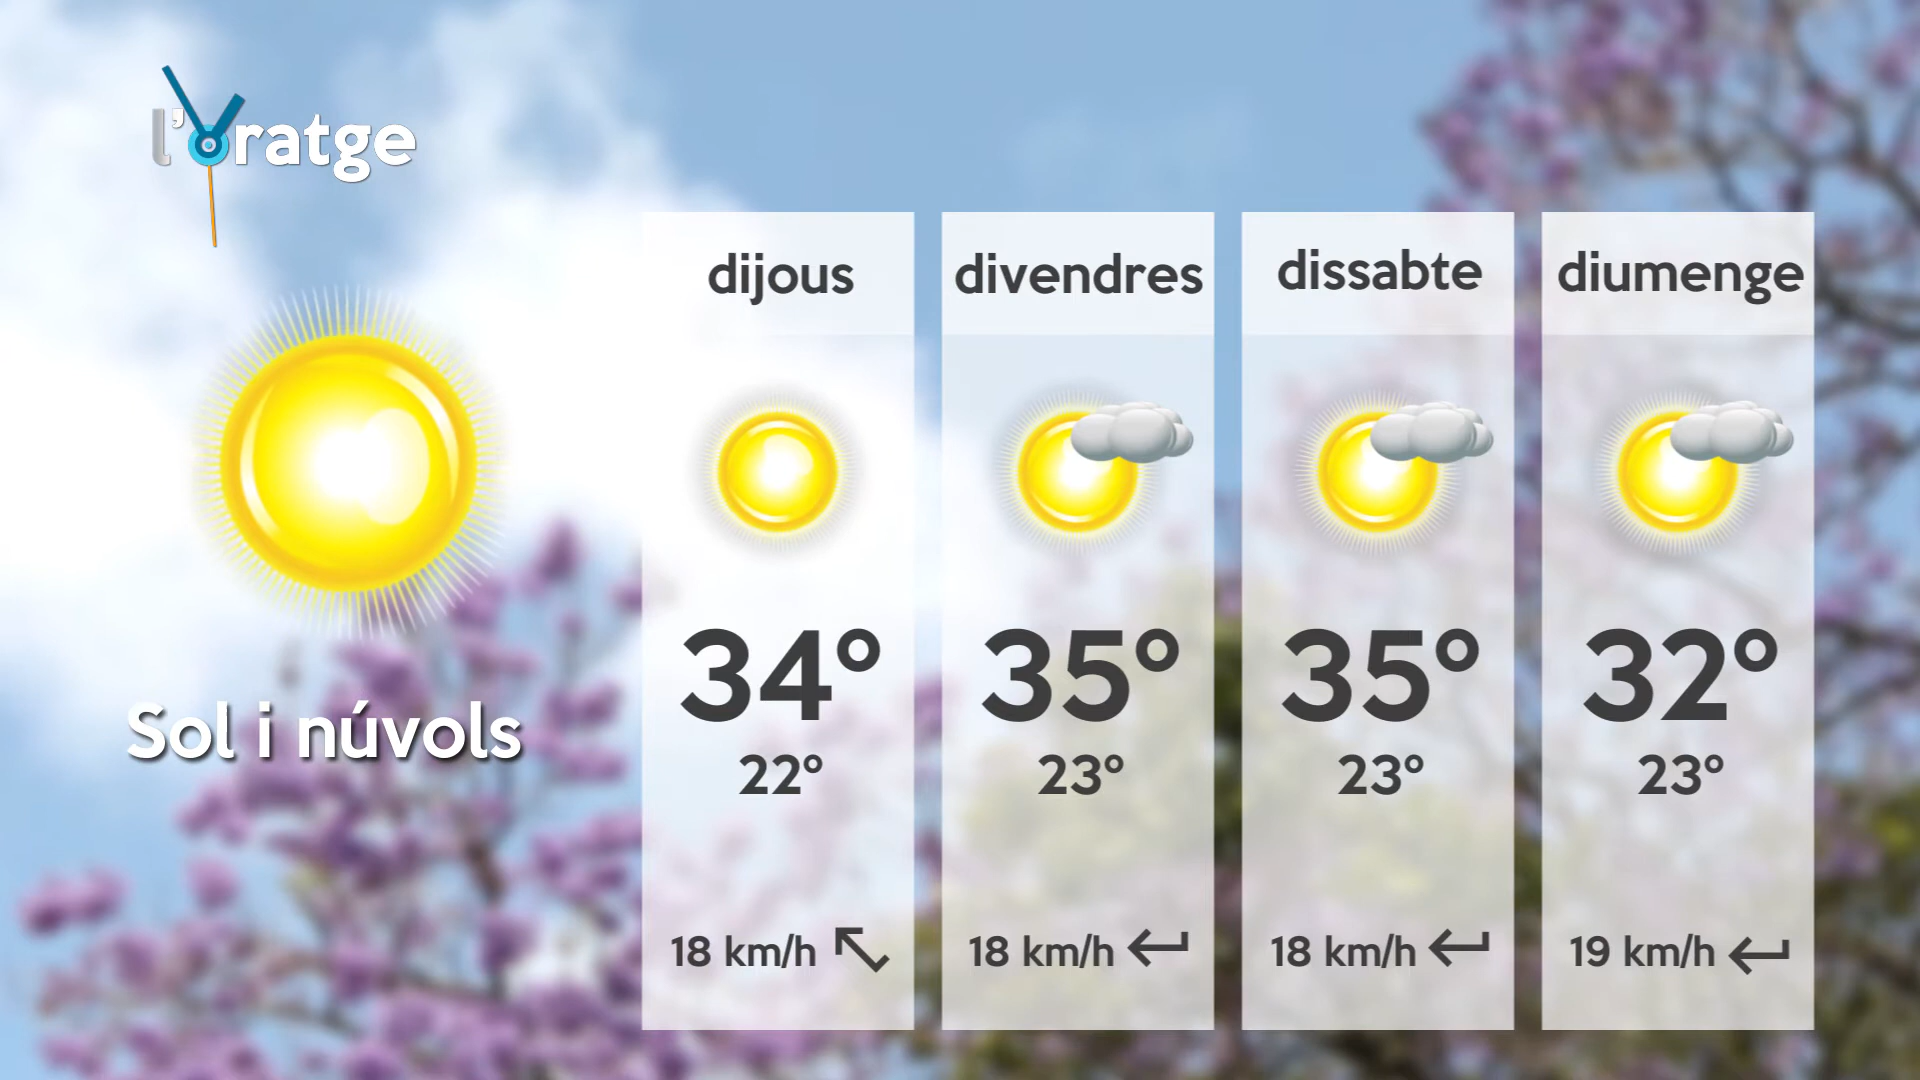 l'Oratge
dijous
divendres
dissabte
diumenge
Sol i núvols
34°
35°
35°
32°
22°
23°
23°
23°
18 km/h
18 km/h
18 km/h
19 km/h